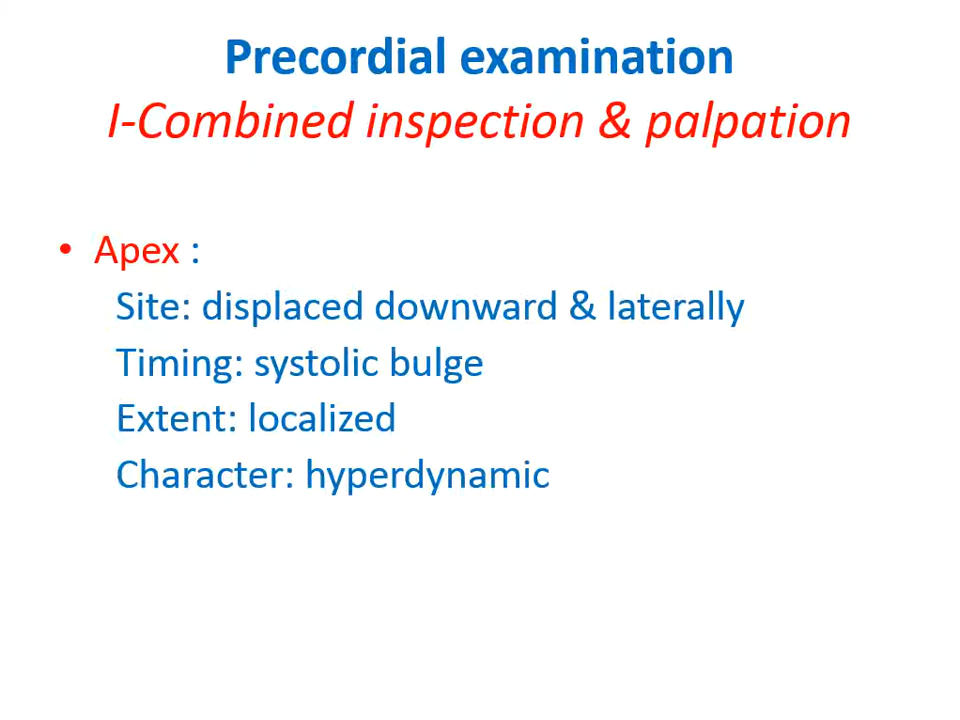 Precordial examination
I-Combined inspection & palpation
• Apex :
Site: displaced downward & laterally
Timing: systolic bulge
Extent: localized
Character: hyperdynamic